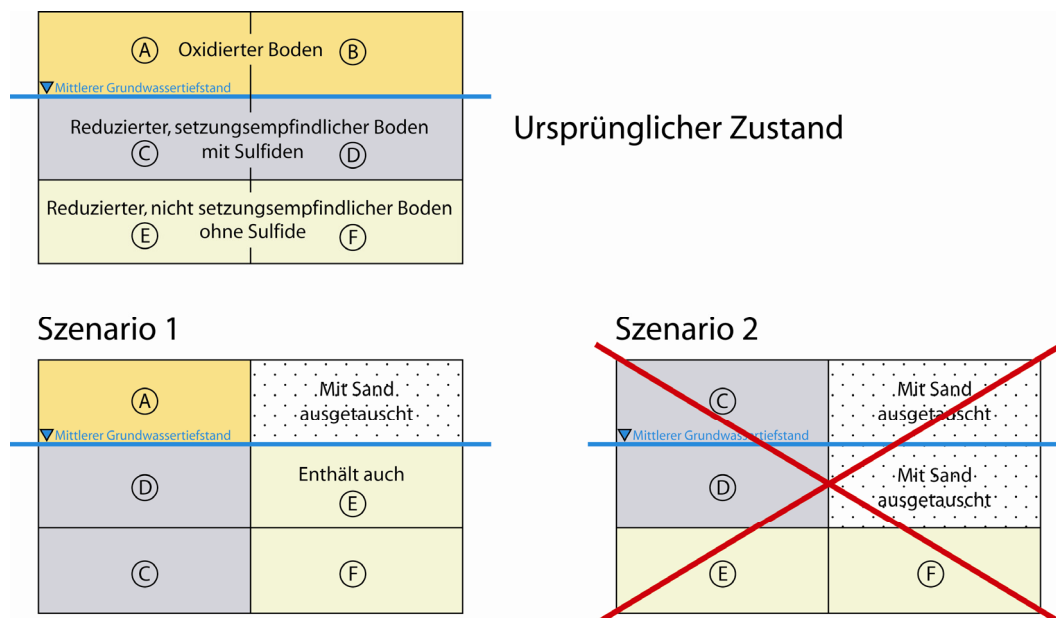 Ⓐ Oxidierter Boden Ⓑ
Mittlerer Grundwassertiefstand
Reduzierter, setzungsempfindlicher Boden
Ⓒ mit Sulfiden Ⓓ
Reduzierter, nicht setzungsempfindlicher Boden
Ⓔ ohne Sulfide Ⓕ
Ursprünglicher Zustand
Szenario 1
Ⓐ
Mit Sand
ausgetauscht
Mittlerer Grundwassertiefstand
Ⓓ
Enthält auch
Ⓔ
Ⓒ
Ⓕ
Szenario 2
Ⓒ
Mit Sand
ausgetauscht
Mittlerer Grundwassertiefstand
Ⓓ
Mit Sand
ausgetauscht
Ⓔ
Ⓕ